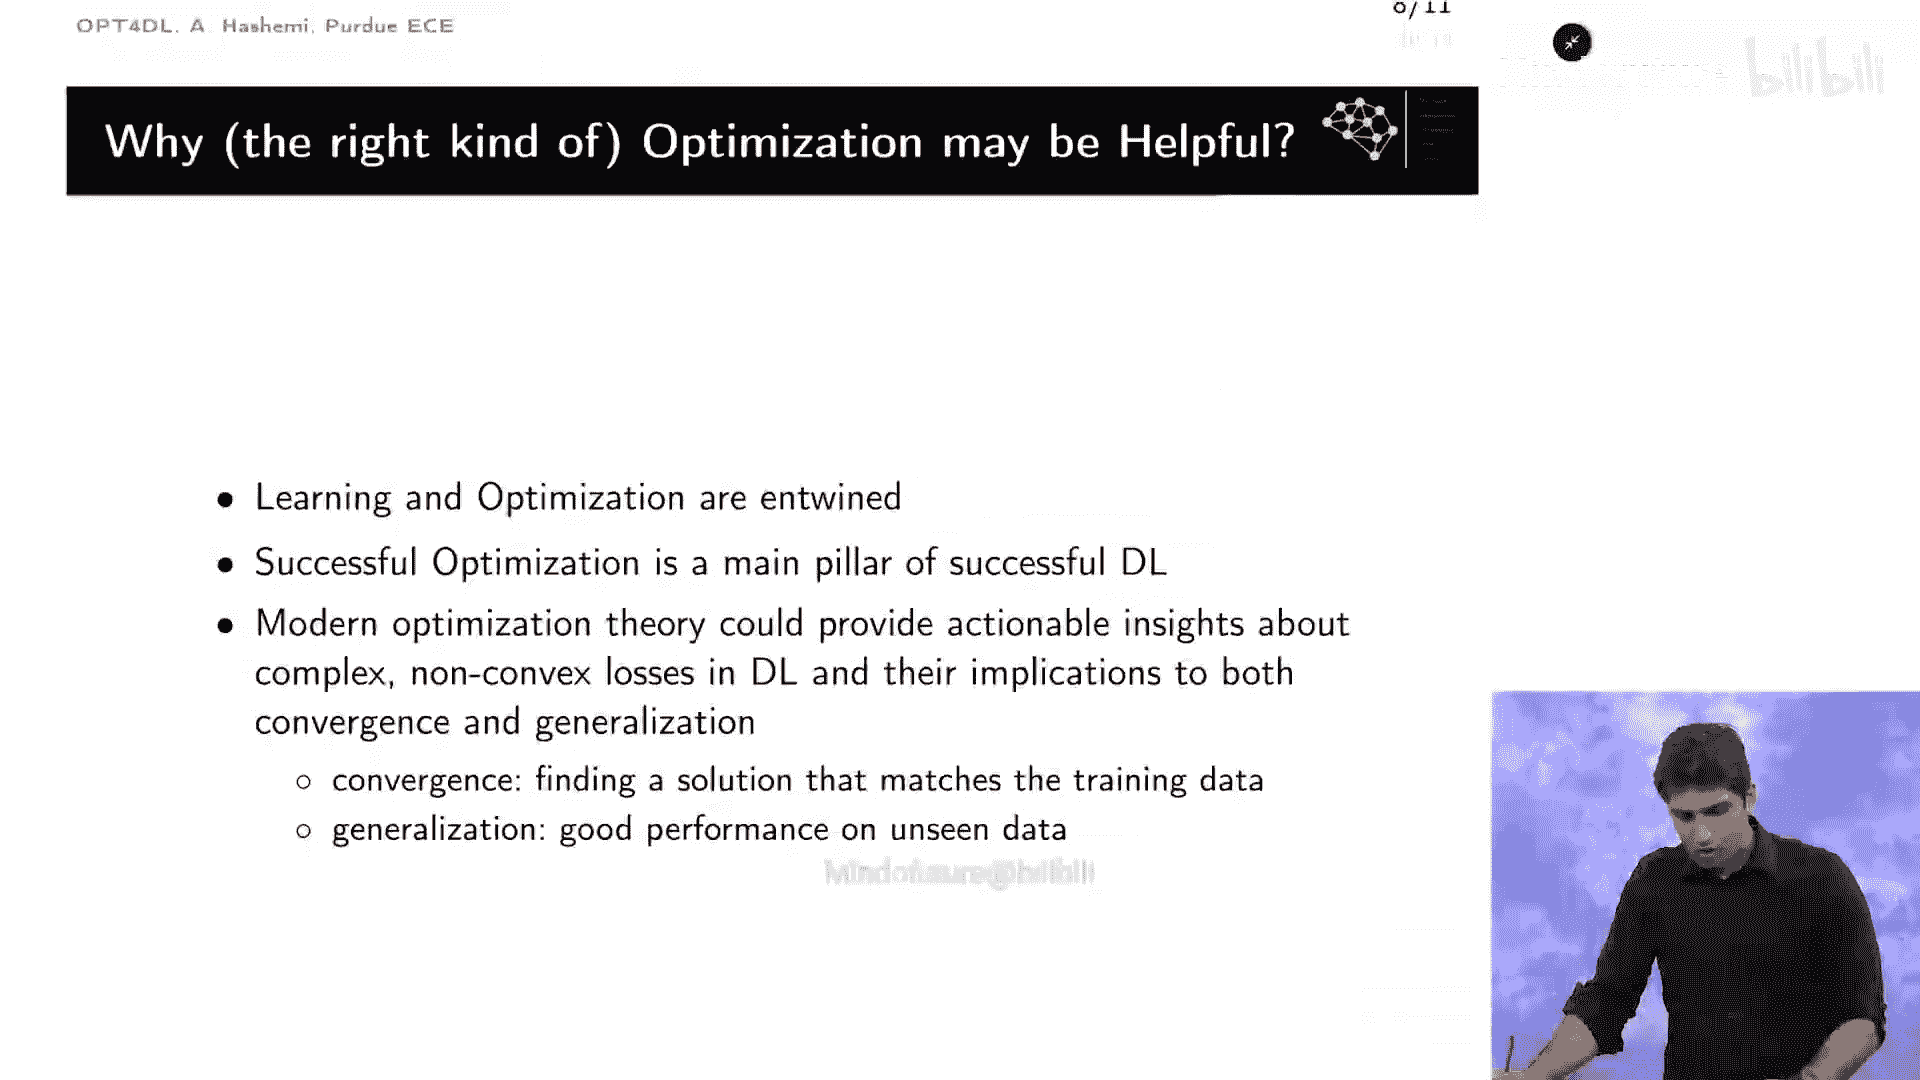 OPT4DL, A. Hashemi, Purdue ECE
bilibili
Why (the right kind of) Optimization may be Helpful?
• Learning and Optimization are entwined
• Successful Optimization is a main pillar of successful DL
• Modern optimization theory could provide actionable insights about
complex, non-convex losses in DL and their implications to both
convergence and generalization
○ convergence: finding a solution that matches the training data
○ generalization: good performance on unseen data
Mindofuture@bilibili